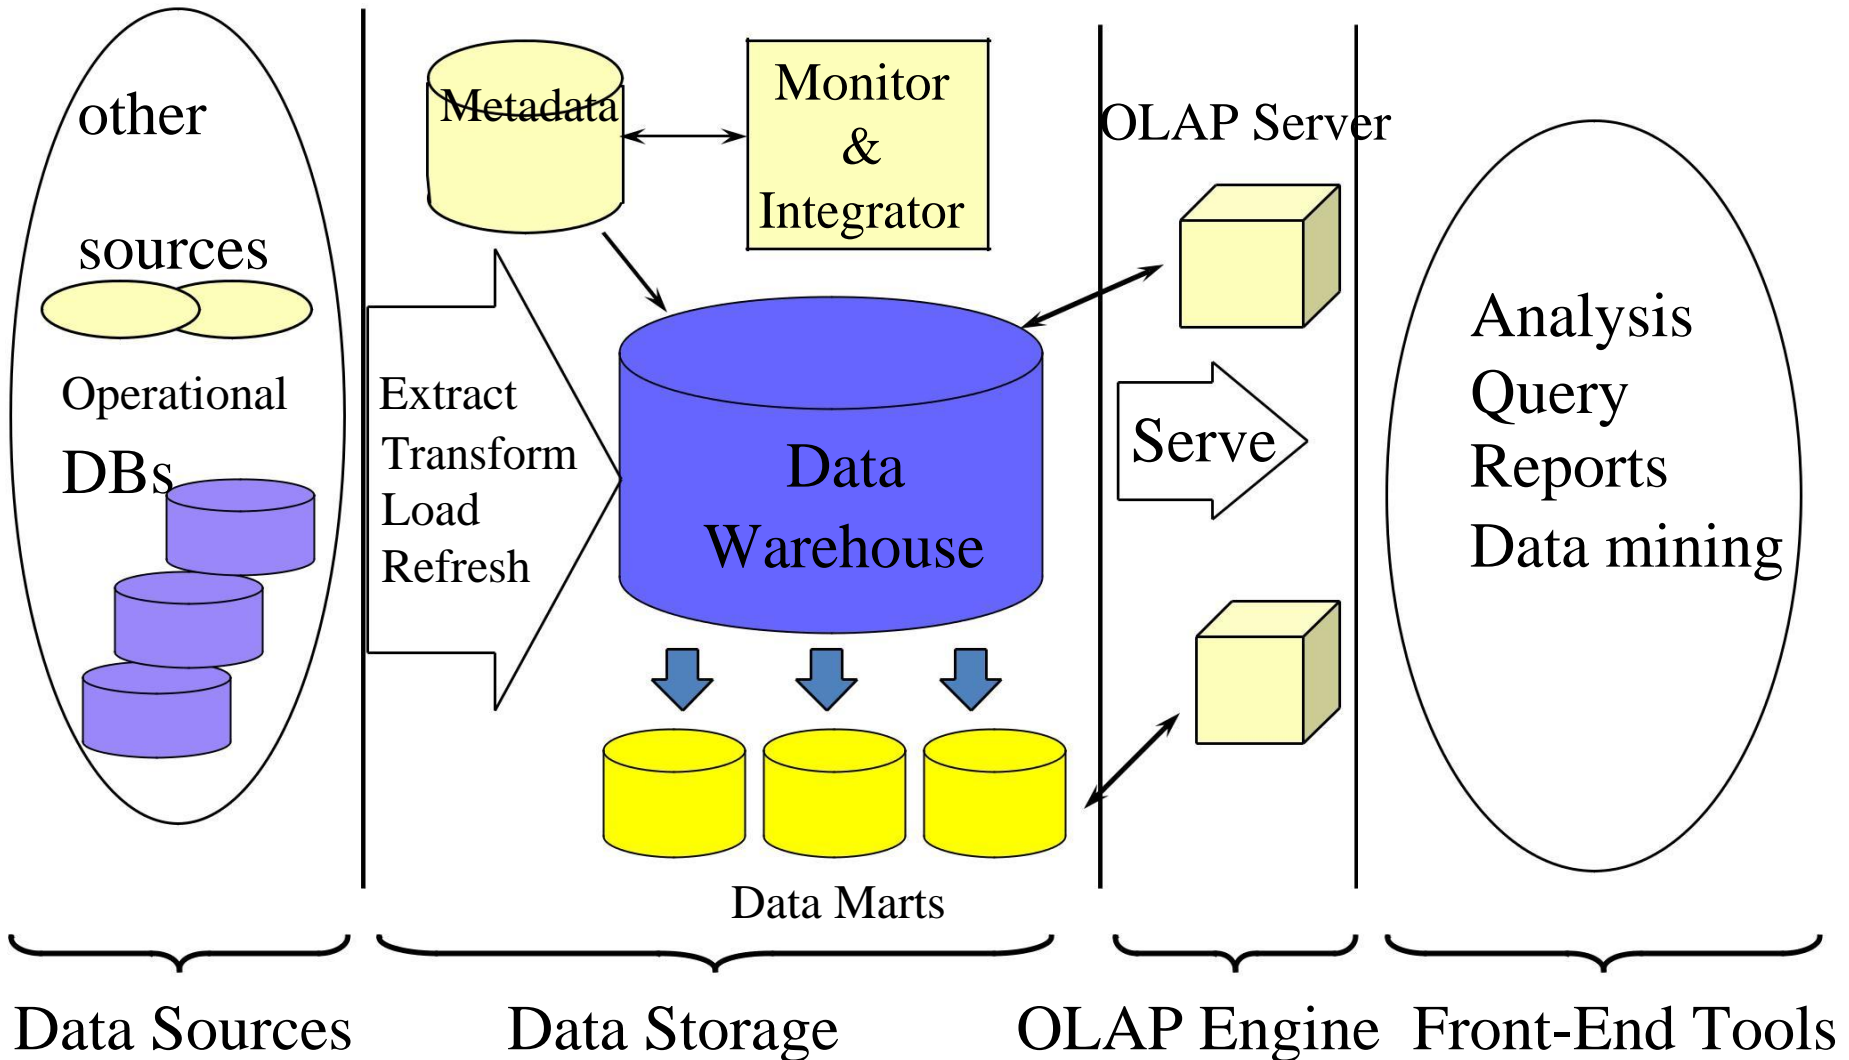 other
sources
Operational
DBs
Extract
Transform
Load
Refresh
Metadata
Monitor
&
Integrator
Data
Warehouse
Data Marts
OLAP Server
Serve
Analysis
Query
Reports
Data mining
Data Sources
Data Storage
OLAP Engine
Front-End Tools